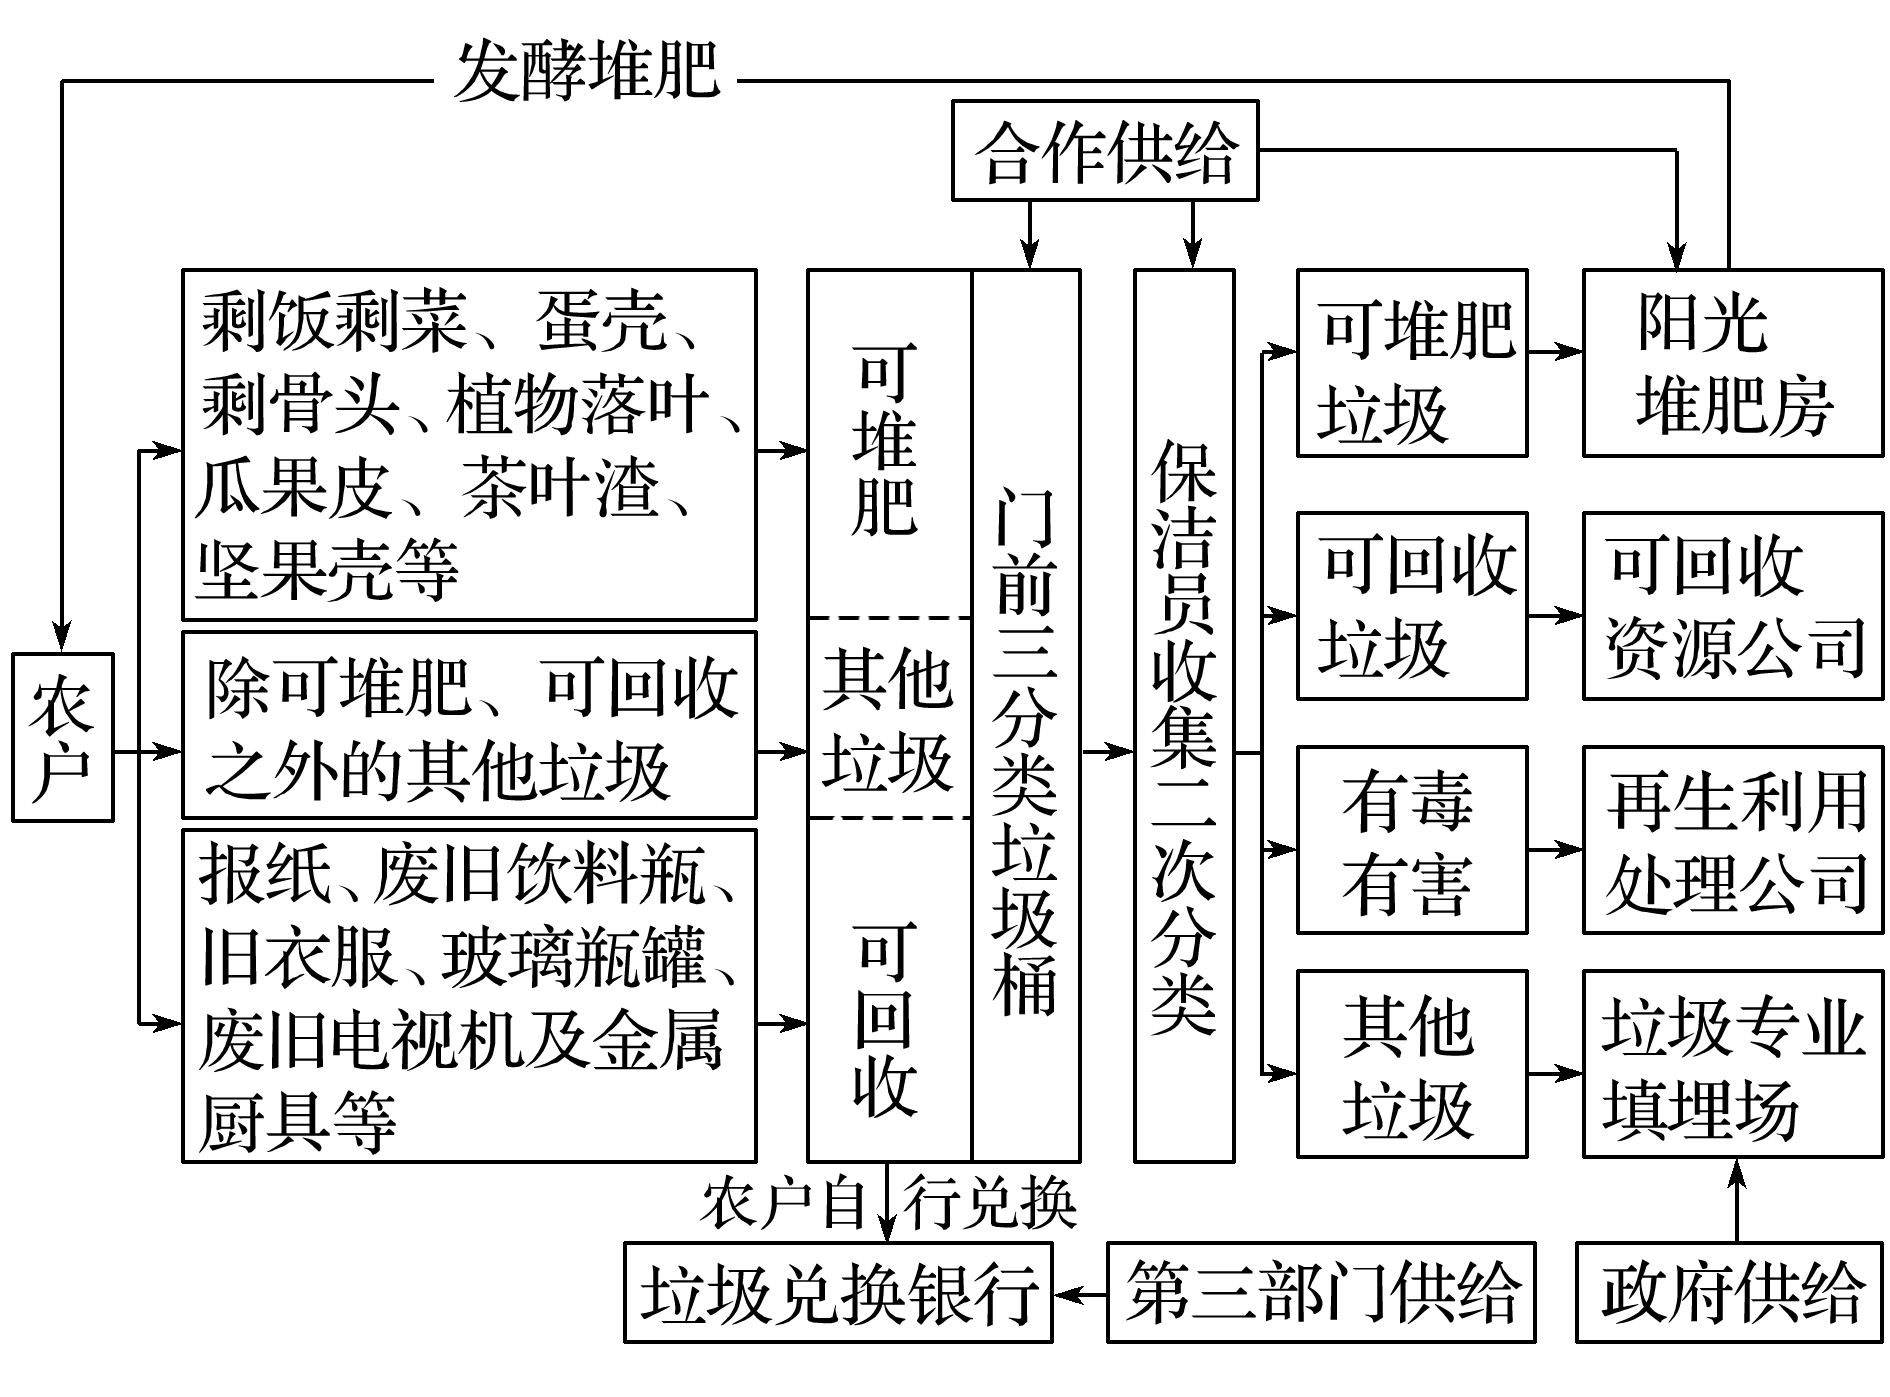 发酵堆肥
合作供给
剩饭剩菜、蛋壳、
剩骨头、植物落叶、
瓜果皮、茶叶渣、
坚果壳等
可堆肥
门前三分类垃圾桶
保洁员收集二次分类
可堆肥
垃圾
阳光
堆肥房
可回收
垃圾
可回收
资源公司
农户
除可堆肥、可回收
之外的其他垃圾
其他
垃圾
有毒
有害
再生利用
处理公司
报纸、废旧饮料瓶、
旧衣服、玻璃瓶罐、
废旧电视机及金属
厨具等
可回收
其他
垃圾
垃圾专业
填埋场
农户自行兑换
垃圾兑换银行
第三部门供给
政府供给